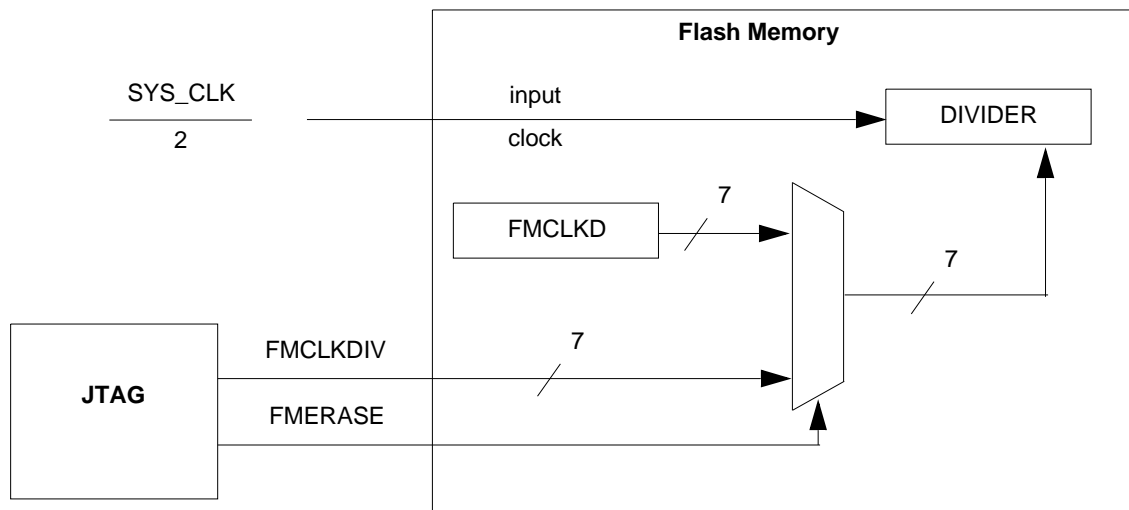 Flash Memory
SYS_CLK
2
input
clock
DIVIDER
FMCLKD
7
7
JTAG
FMCLKDIV
7
FMERASE